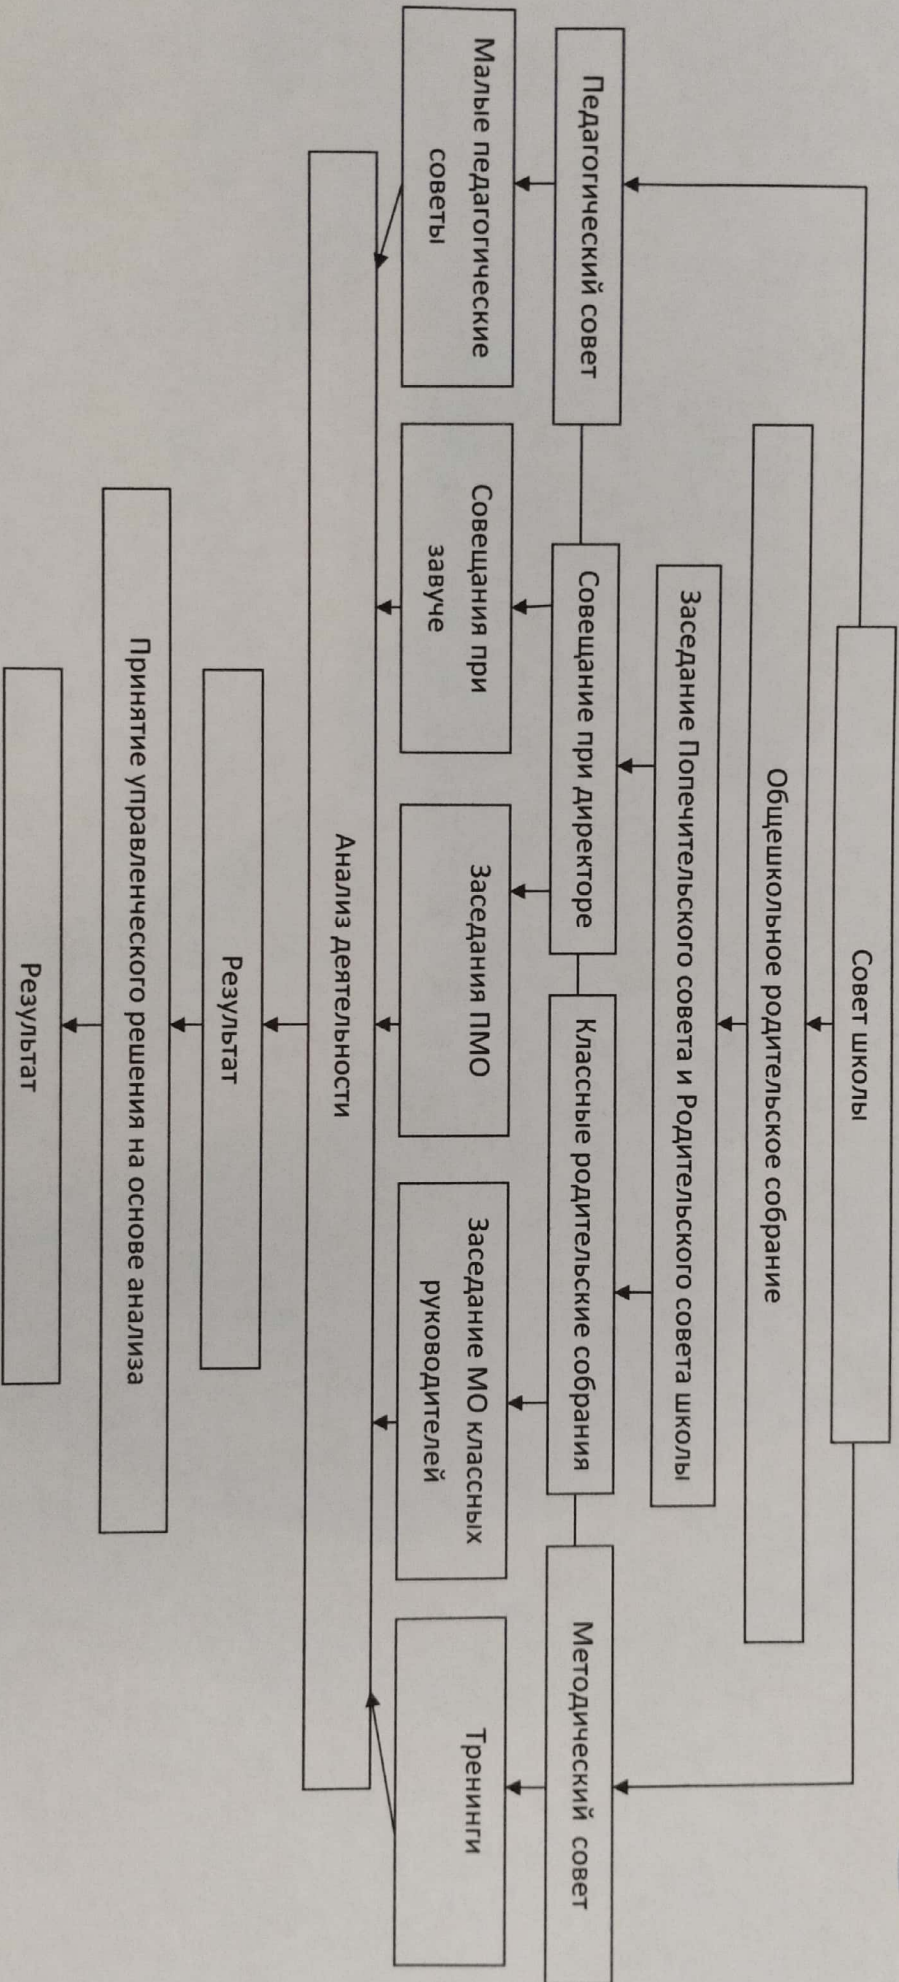 Совет школы
Общешкольное родительское собрание
Заседание Попечительского совета и Родительского совета школы
Педагогический совет
Совещание при директоре
Классные родительские собрания
Методический совет
Малые педагогические
советы
Совещания при
завуче
Заседания ПМО
Заседание МО классных
руководителей
Тренинги
Анализ деятельности
Результат
Принятие управленческого решения на основе анализа
Результат